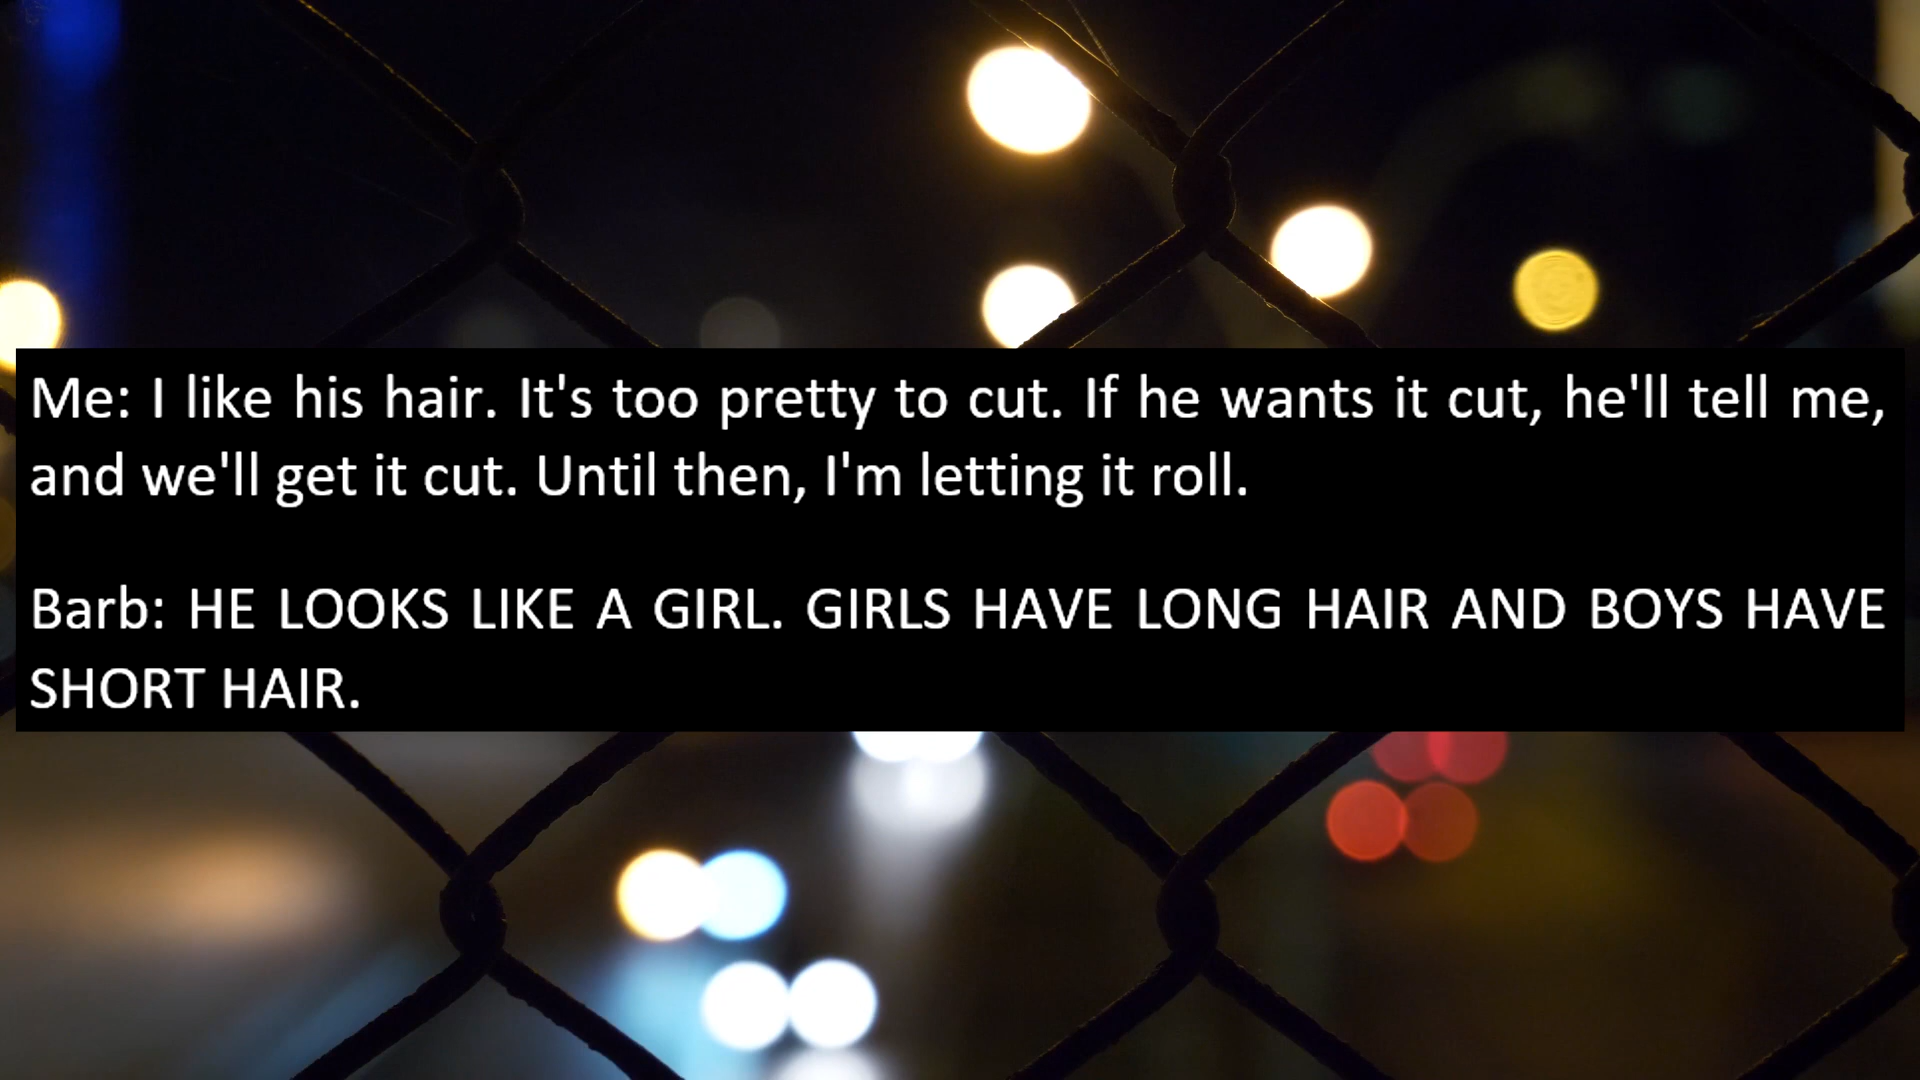 Me: I like his hair. It's too pretty to cut. If he wants it cut, he'll tell me,
and we'll get it cut. Until then, I'm letting it roll.
Barb: HE LOOKS LIKE A GIRL. GIRLS HAVE LONG HAIR AND BOYS HAVE
SHORT HAIR.